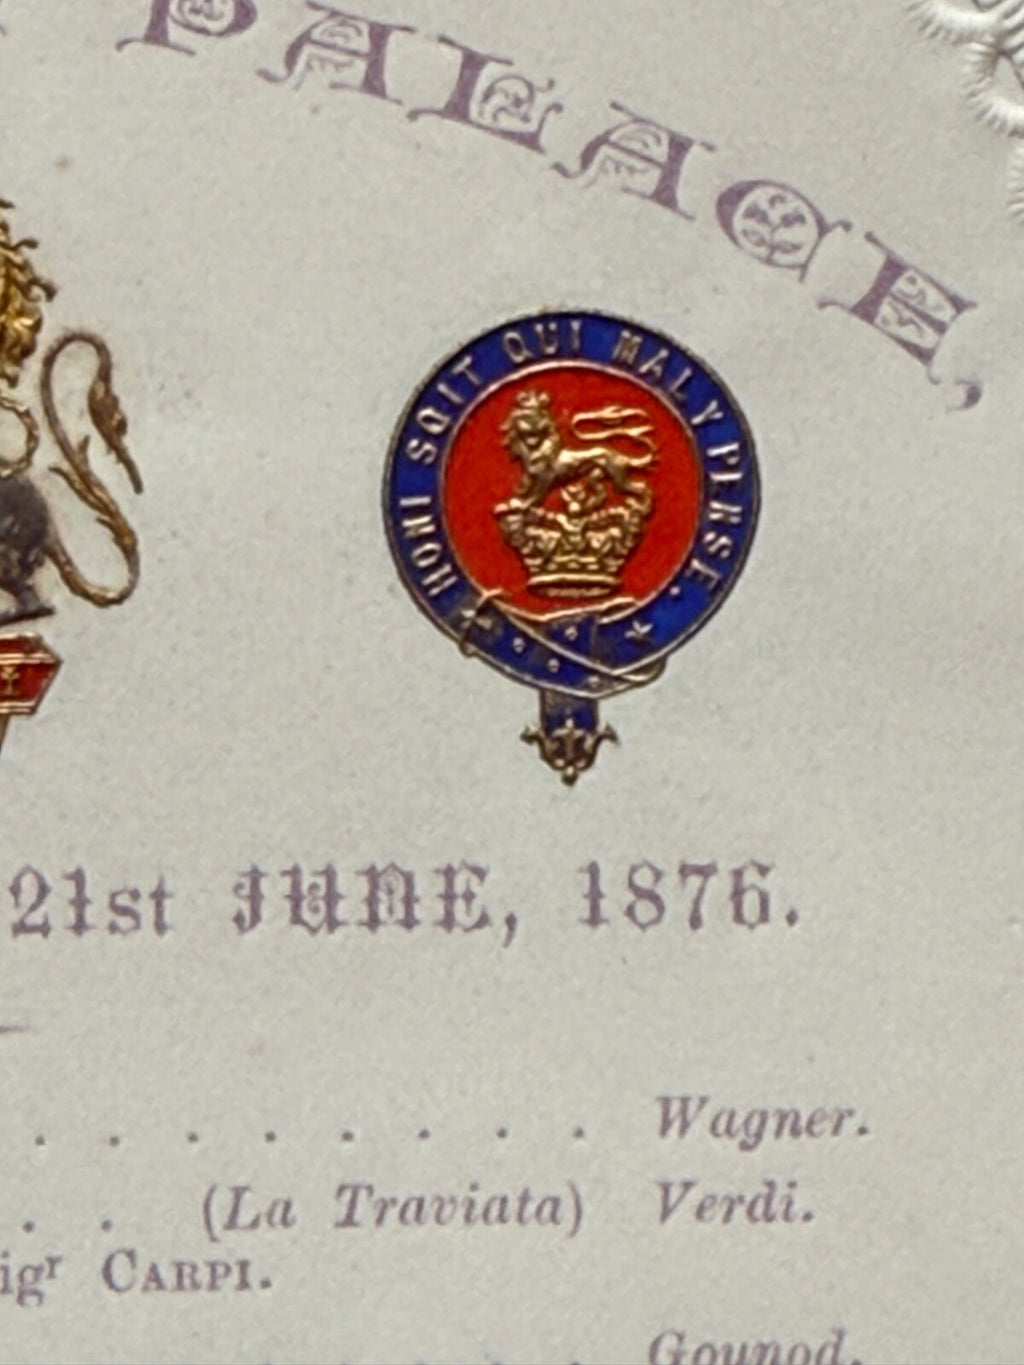 PALACE,
HONI SOIT QUI MAL Y PENSE.
21st JUNE, 1876.
. . . . . . . . . Wagner.
. . (La Traviata) Verdi.
igr CARPI.
Gounod.